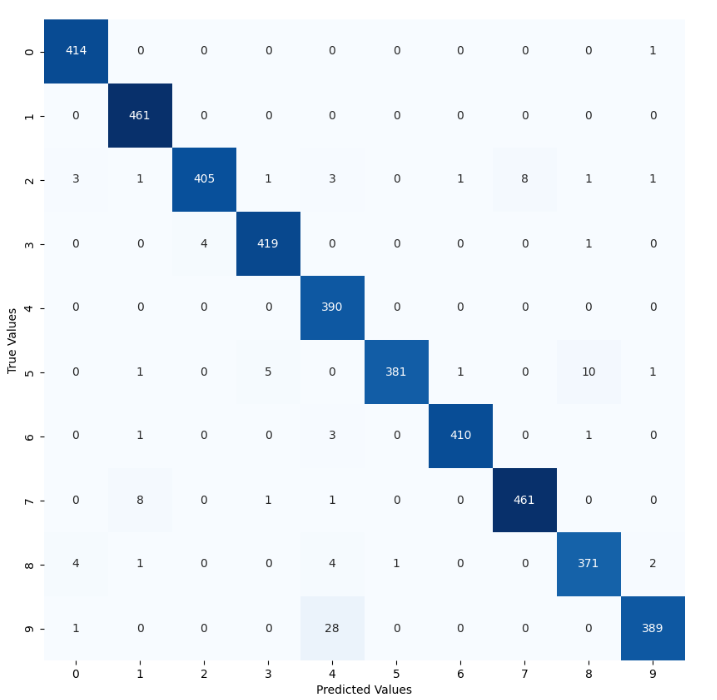 0 414 0 0 0 0 0 0 0 0 1
1 0 461 0 0 0 0 0 0 0 0
2 3 1 405 1 3 0 1 8 1 1
3 0 0 4 419 0 0 0 0 1 0
4 0 0 0 0 390 0 0 0 0 0
5 0 1 0 5 0 381 1 0 10 1
6 0 1 0 0 3 0 410 0 1 0
7 0 8 0 1 1 0 0 461 0 0
8 4 1 0 0 4 1 0 0 371 2
9 1 0 0 0 28 0 0 0 0 389
0 1 2 3 4 5 6 7 8 9
True Values
Predicted Values